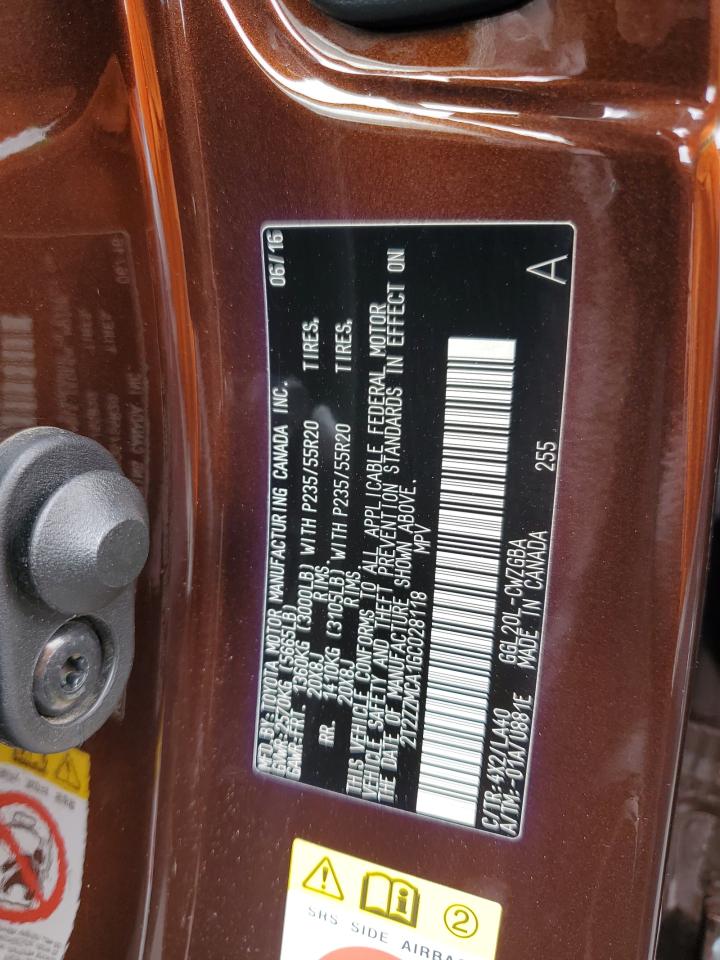 MFD.BY:TOYOTA MOTOR MANUFACTURING CANADA INC. 06/16
GVWR-2570KG (5665LB)
GAWR-FRT. 1360KG (3000LB) WITH P235/55R20 TIRES.
20X8J RIMS.
RR. 1410KG (3105LB) WITH P235/55R20 TIRES.
20X8J RIMS.
THIS VEHICLE CONFORMS TO ALL APPLICABLE FEDERAL MOTOR
VEHICLE SAFETY AND THEFT PREVENTION STANDARDS IN EFFECT ON
THE DATE OF MANUFACTURE SHOWN ABOVE.
2T2ZZMCA1GC028118 MPV
C/TR:4X2/LA40 GGL20L-CWZGBA
A/TM:-01A/U881E MADE IN CANADA 255 A
2
SRS SIDE AIRBA